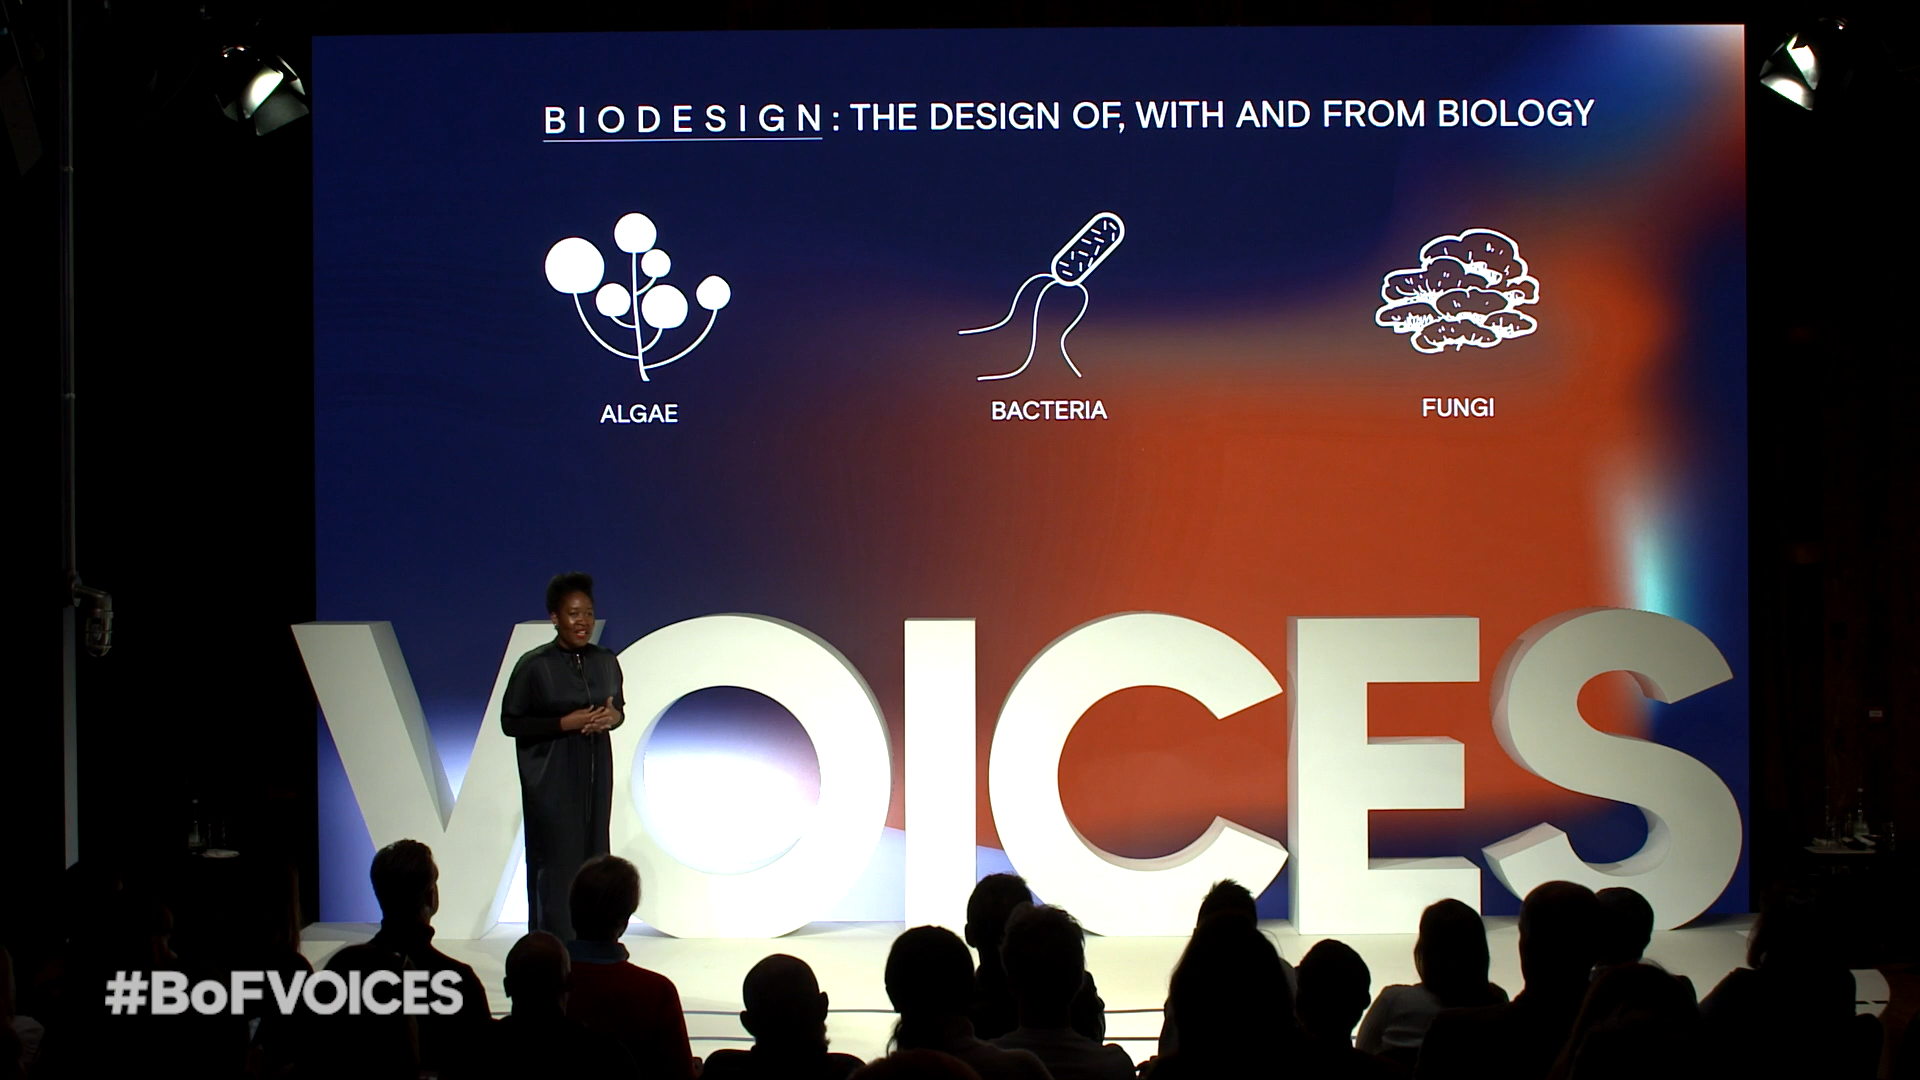 BIODESIGN: THE DESIGN OF, WITH AND FROM BIOLOGY
ALGAE
BACTERIA
FUNGI
VOICES
#BoFVOICES